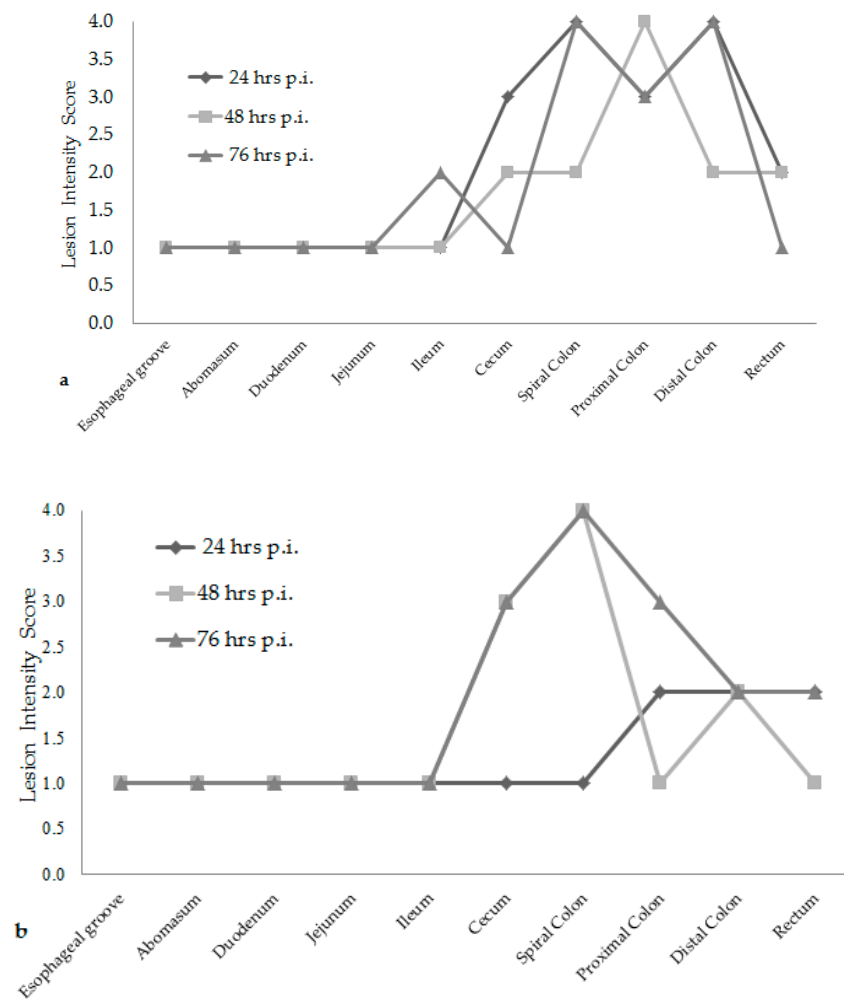 4.0
3.5
3.0
2.5
2.0
1.5
1.0
0.5
0.0
Lesion Intensity Score
24 hrs p.i.
48 hrs p.i.
76 hrs p.i.
Esophageal groove
Abomasum
Duodenum
Jejunum
Ileum
Cecum
Spiral Colon
Proximal Colon
Distal Colon
Rectum
a
4.0
3.5
3.0
2.5
2.0
1.5
1.0
0.5
0.0
Lesion Intensity Score
24 hrs p.i.
48 hrs p.i.
76 hrs p.i.
Esophageal groove
Abomasum
Duodenum
Jejunum
Ileum
Cecum
Spiral Colon
Proximal Colon
Distal Colon
Rectum
b